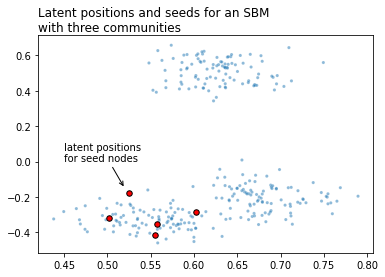 Latent positions and seeds for an SBM
with three communities
0.6
0.4
0.2
0.0
−0.2
−0.4
latent positions
for seed nodes
0.45 0.50 0.55 0.60 0.65 0.70 0.75 0.80